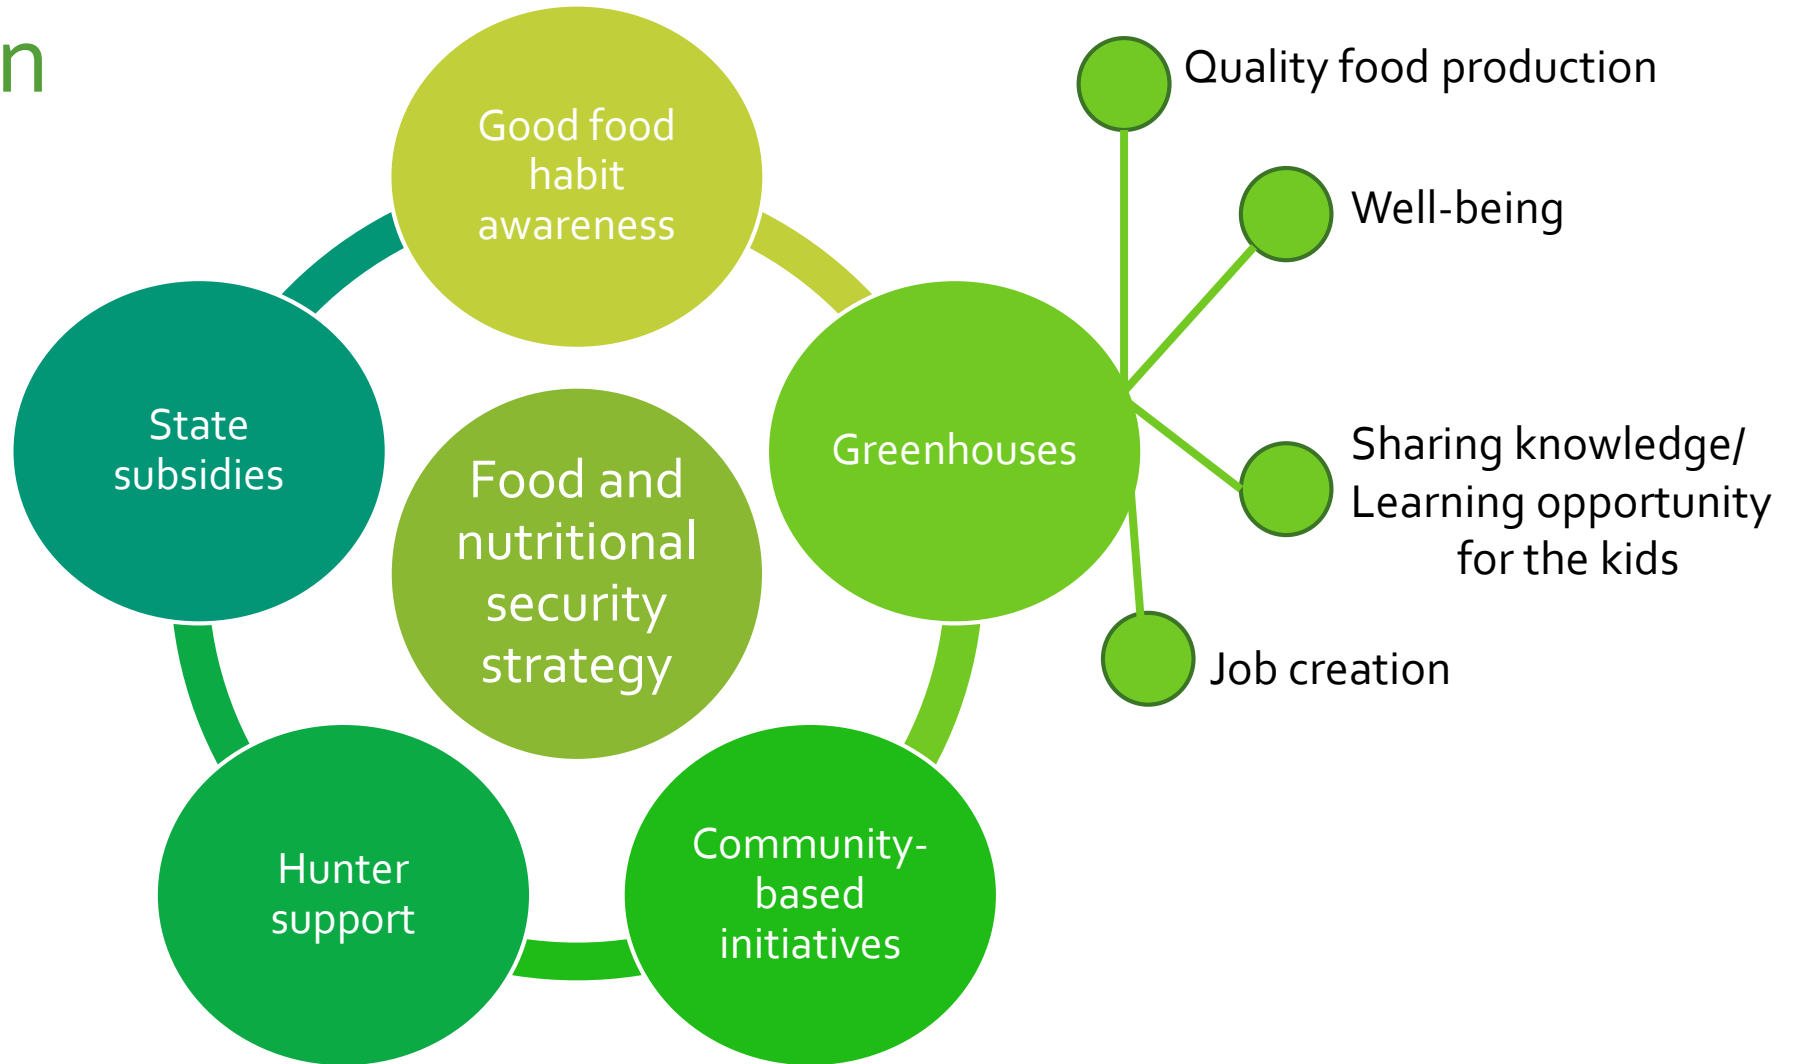 n
Good food
habit
awareness
Greenhouses
Community-
based
initiatives
Hunter
support
State
subsidies
Food and
nutritional
security
strategy
Quality food production
Well-being
Sharing knowledge/
Learning opportunity
for the kids
Job creation